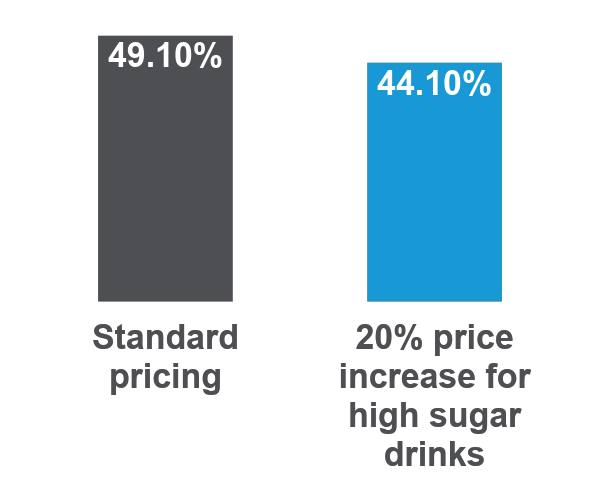 49.10%
44.10%
Standard
pricing
20% price
increase for
high sugar
drinks